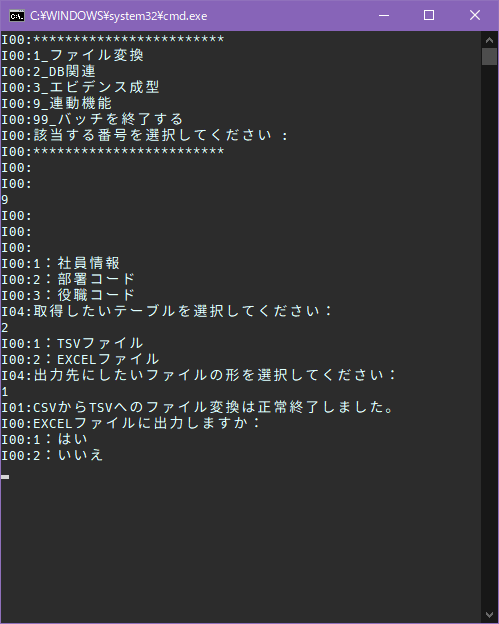 C:¥WINDOWS¥system32¥cmd.exe
I00:************************
I00:1_ファイル変換
I00:2_DB関連
I00:3_エビデンス成型
I00:9_連動機能
I00:99_バッチを終了する
I00:該当する番号を選択してください :
I00:************************
I00:
I00:
9
I00:
I00:
I00:
I00:1：社員情報
I00:2：部署コード
I00:3：役職コード
I04:取得したいテーブルを選択してください：
2
I00:1：TSVファイル
I00:2：EXCELファイル
I04:出力先にしたいファイルの形を選択してください：
1
I01:CSVからTSVへのファイル変換は正常終了しました。
I00:EXCELファイルに出力しますか：
I00:1：はい
I00:2：いいえ